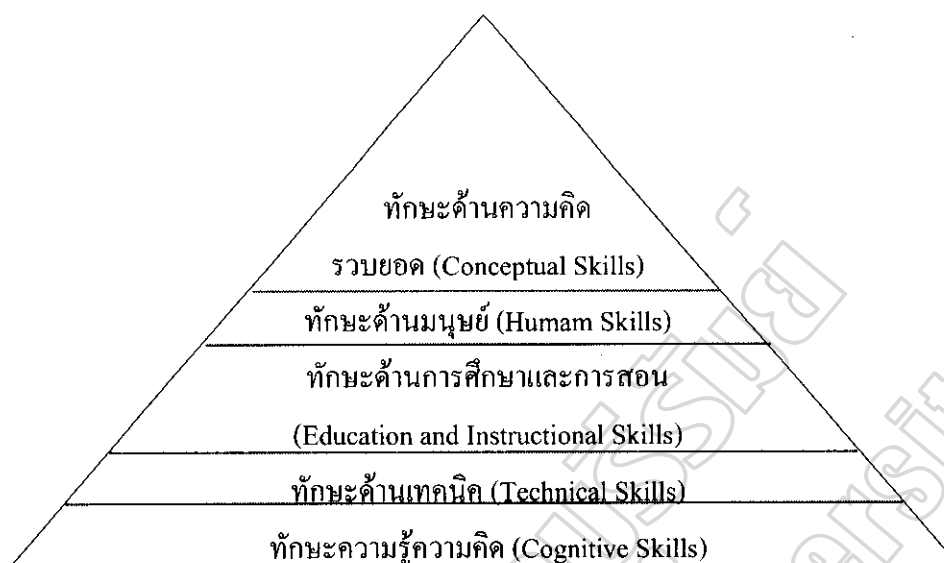 ทักษะด้านความคิด
รวบยอด (Conceptual Skills)
ทักษะด้านมนุษย์ (Humam Skills)
ทักษะด้านการศึกษาและการสอน
(Education and Instructional Skills)
ทักษะด้านเทคนิค (Technical Skills)
ทักษะความรู้ความคิด (Cognitive Skills)